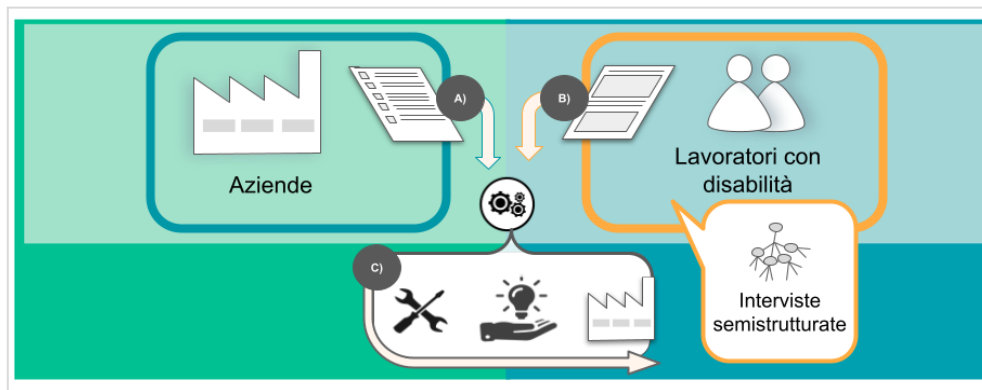 A)
B)
Aziende
Lavoratori con
disabilità
C)
Interviste
semistrutturate